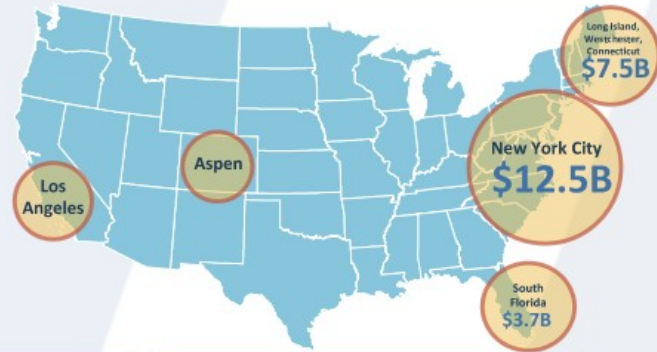 Long Island,
Westchester,
Connecticut
$7.5B
New York City
$12.5B
Aspen
Los
Angeles
South
Florida
$3.7B